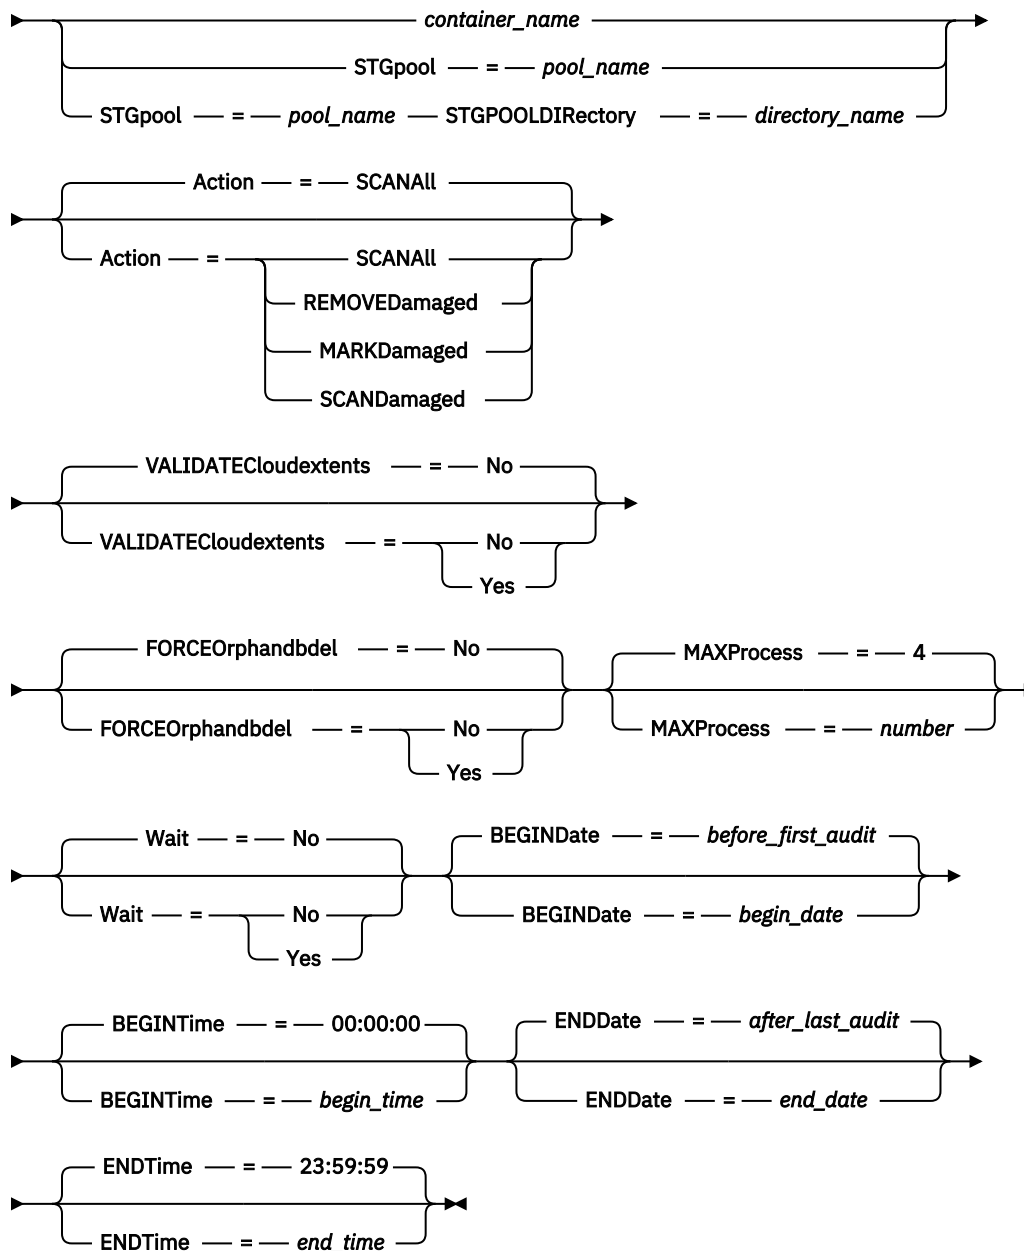 container_name
STGpool = pool_name
STGpool = pool_name STGPOOLDIRectory = directory_name
Action = SCANAll
Action = SCANAll
REMOVEDamaged
MARKDamaged
SCANDamaged
VALIDATECloudextents = No
VALIDATECloudextents = No
Yes
FORCEOrphandbdel = No MAXProcess = 4
FORCEOrphandbdel = No MAXProcess = number
Yes
Wait = No BEGINDate = before_first_audit
Wait = No BEGINDate = begin_date
Yes
BEGINTime = 00:00:00 ENDDate = after_last_audit
BEGINTime = begin_time ENDDate = end_date
ENDTime = 23:59:59
ENDTime = end_time